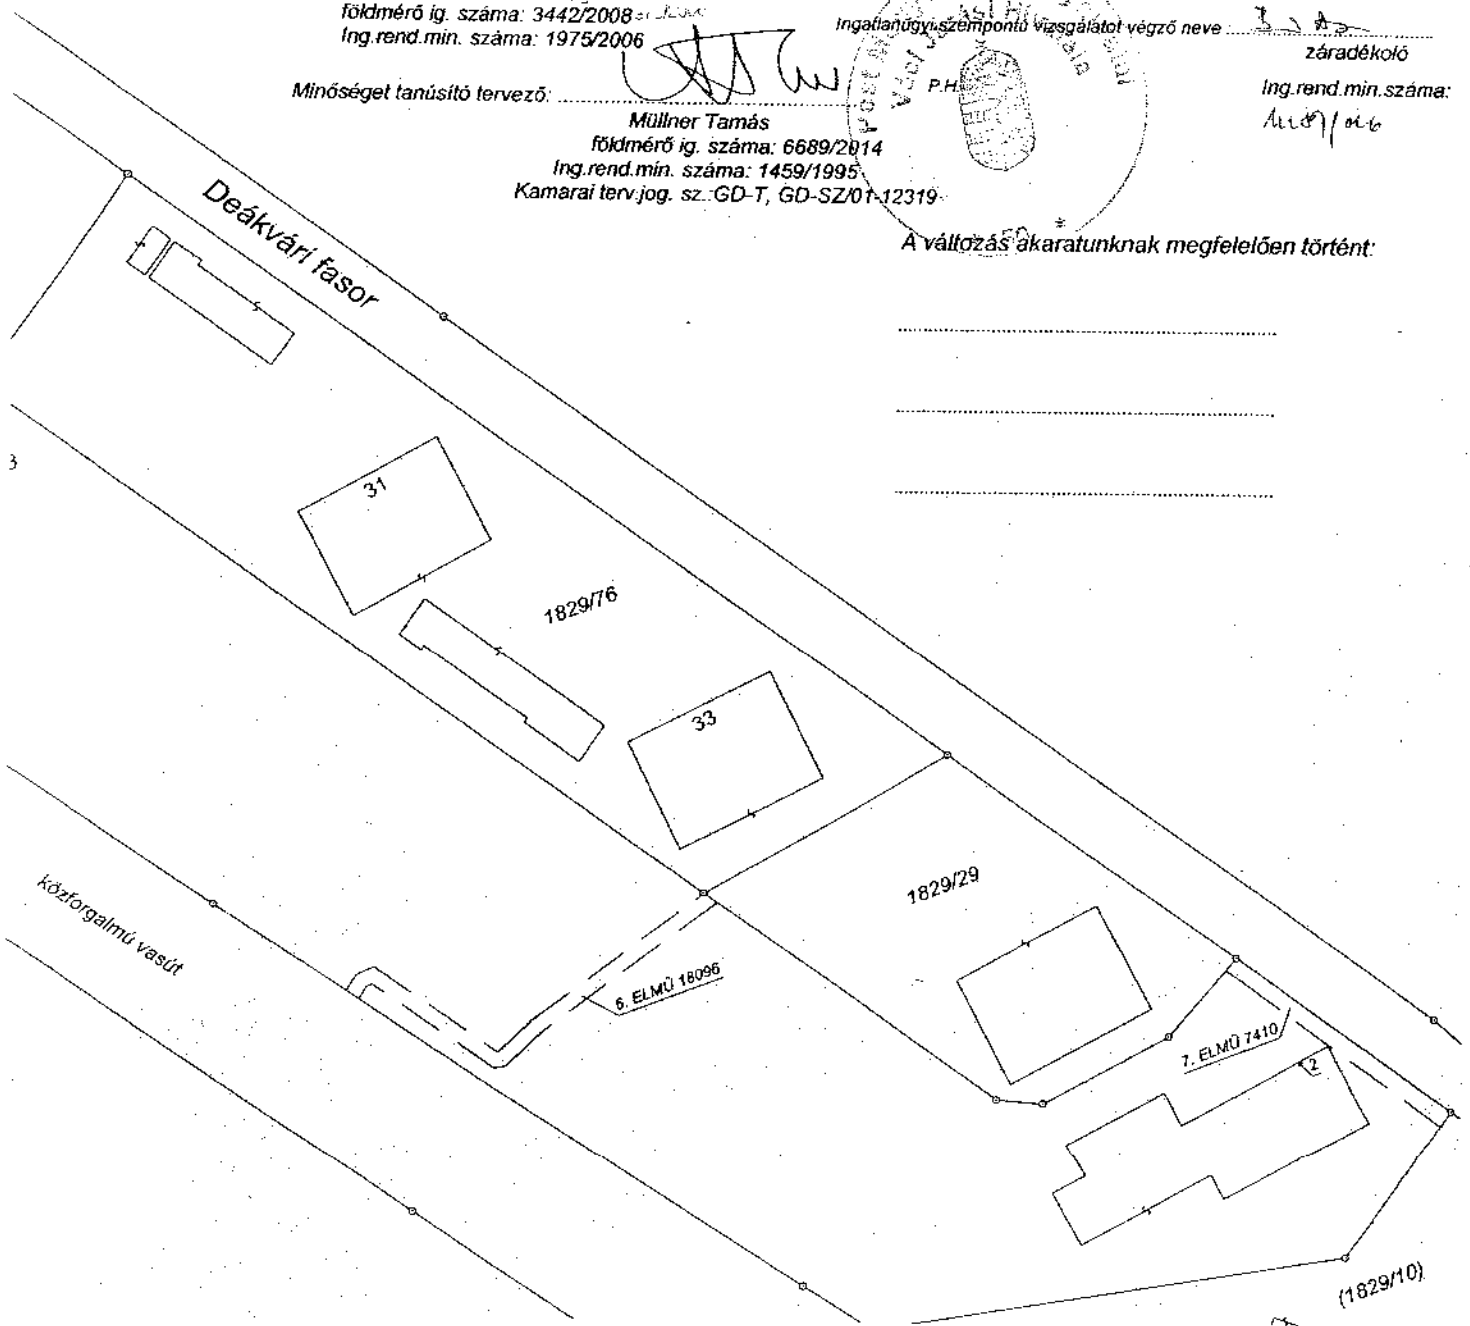 földmérő ig. száma: 3442/2008
Ing.rend.min. száma: 1975/2006
Minőséget tanúsító tervező:
Müllner Tamás
földmérő ig. száma: 6689/2014
Ing.rend.min. száma: 1459/1995
Kamarai terv.jog. sz.:GD-T, GD-SZ/01-12319
Ingatlanügyi szempontú vizsgálatot végző neve :
záradékoló
P.H.
Ing.rend.min.száma:
A változás akaratunknak megfelelően történt:
Deákvári fasor
3
31
1829/76
33
1829/29
közforgalmú vasút
6. ELMŰ 18096
7. ELMŰ 7410
2
(1829/10)